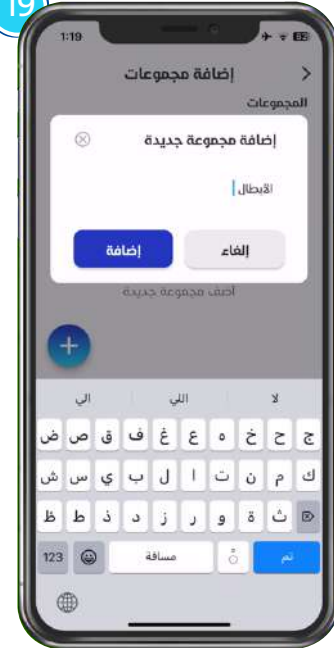 19
1:19
إضافة مجموعات
المجموعات
إضافة مجموعة جديدة
الأبطال
إلغاء
إضافة
أضف مجموعة جديدة
لا
اللي
الي
ج ح خ ه ع غ ف ق ص ض
ك م ن ت ا ل ب ي س ش
ث ة و ر ز د ذ ط ظ
تم
مسافة
123